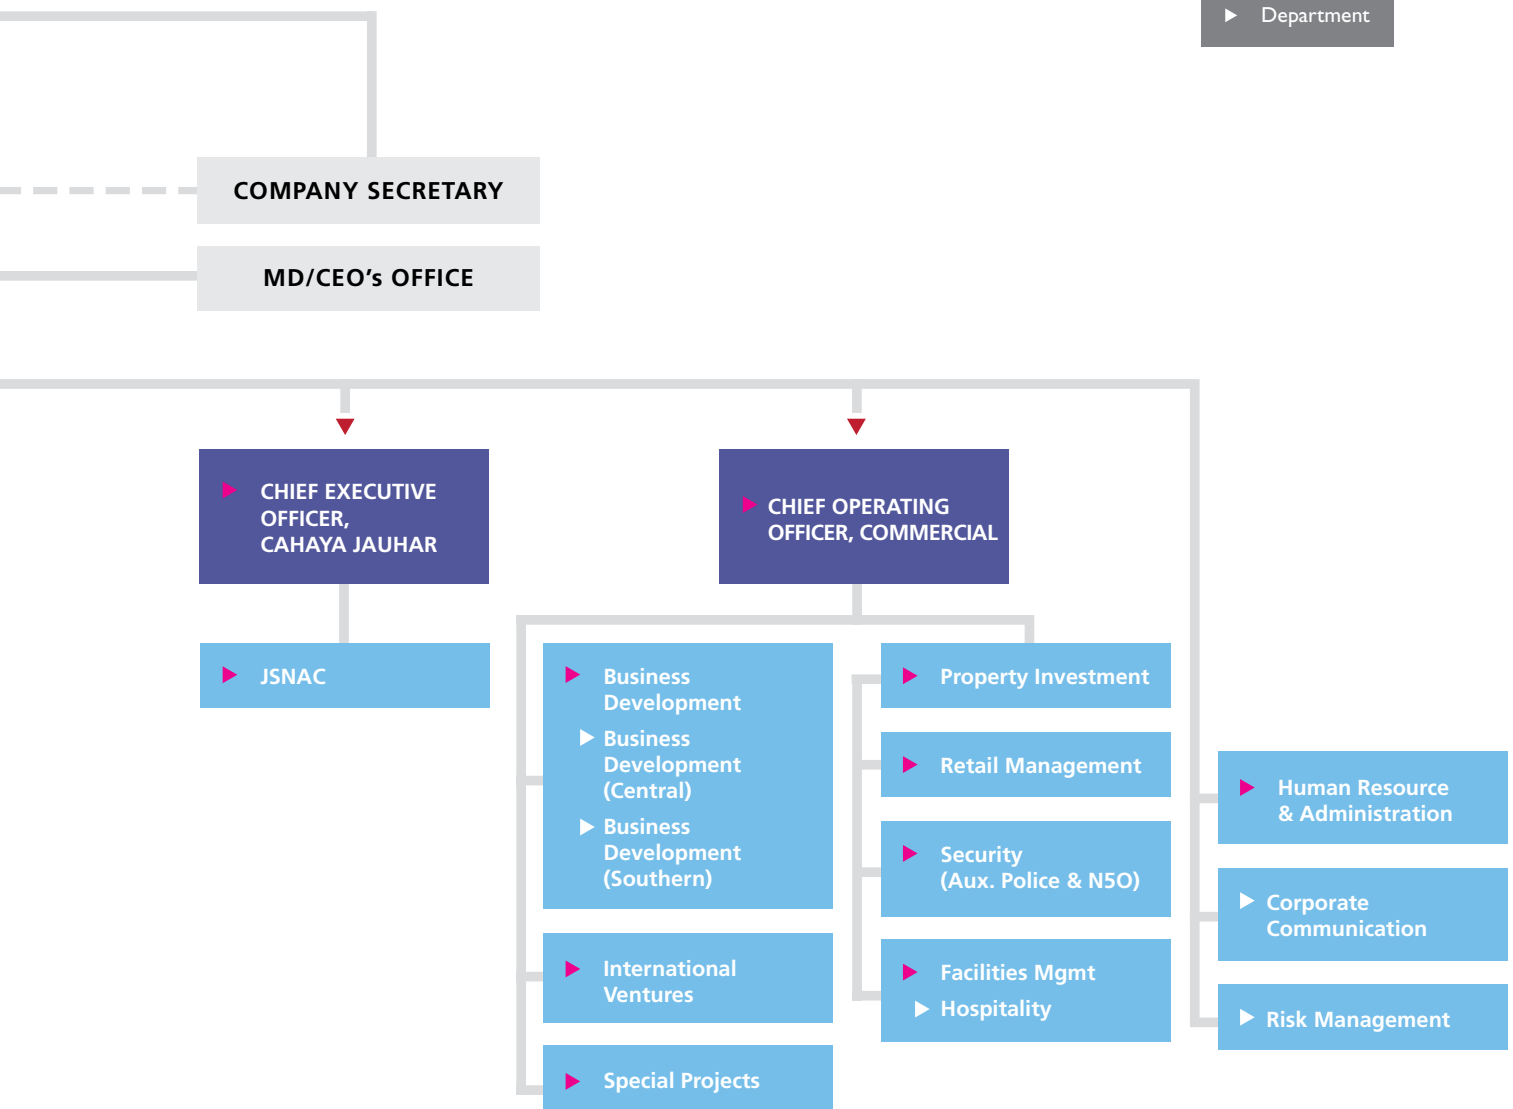 Department
COMPANY SECRETARY
MD/CEO's OFFICE
CHIEF EXECUTIVE
OFFICER,
CAHAYA JAUHAR
CHIEF OPERATING
OFFICER, COMMERCIAL
JSNAC
Business
Development
Business
Development
(Central)
Business
Development
(Southern)
International
Ventures
Special Projects
Property Investment
Retail Management
Security
(Aux. Police & N5O)
Facilities Mgmt
Hospitality
Human Resource
& Administration
Corporate
Communication
Risk Management